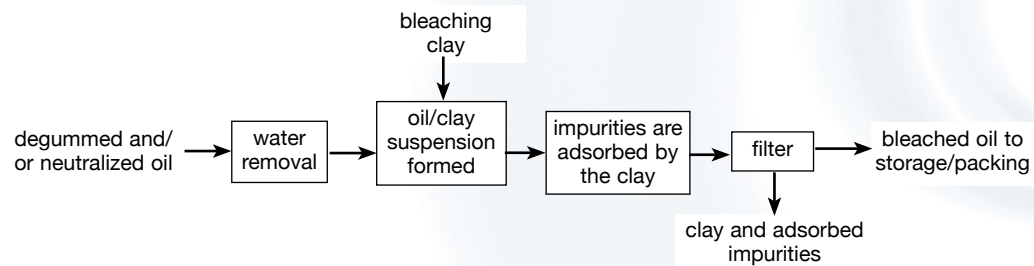 bleaching
clay
degummed and/
or neutralized oil
water
removal
oil/clay
suspension
formed
impurities are
adsorbed by
the clay
filter
bleached oil to
storage/packing
clay and adsorbed
impurities